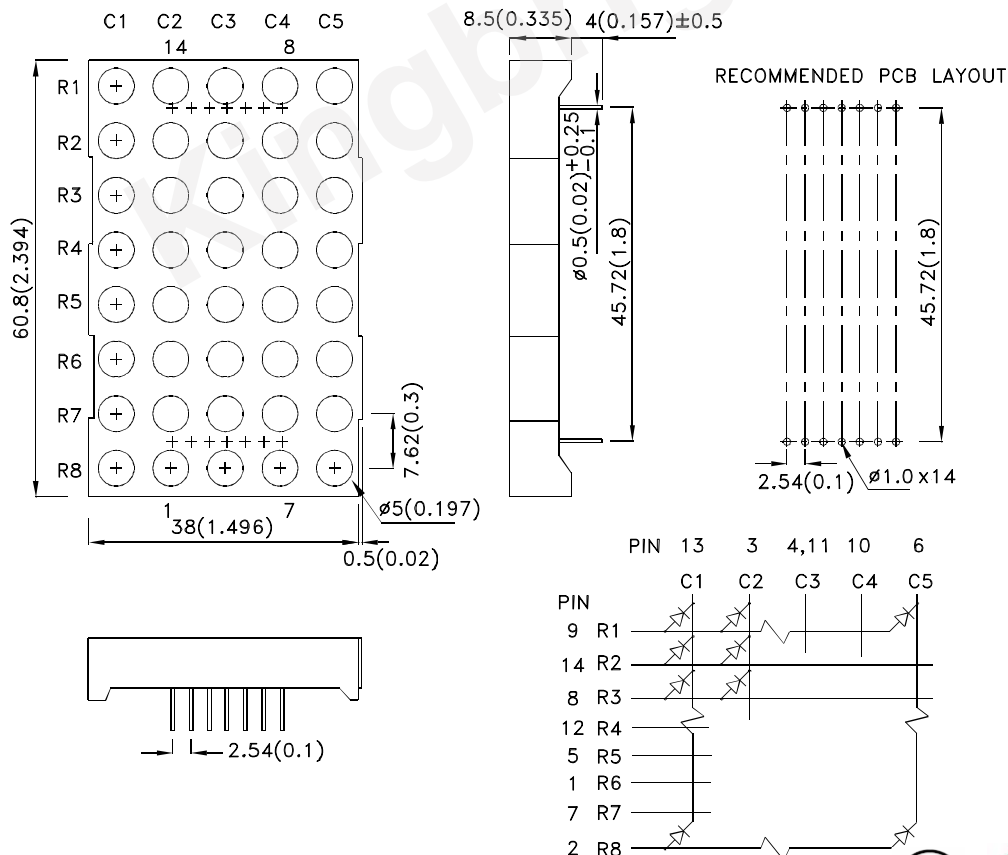 C1 C2 C3 C4 C5
14 8
8.5(0.335) 4(0.157)±0.5
RECOMMENDED PCB LAYOUT
R1
R2
R3
R4
R5
R6
R7
R8
60.8(2.394)
ø0.5(0.02)+0.25 -0.1
45.72(1.8)
45.72(1.8)
7.62(0.3)
2.54(0.1)
ø1.0x14
ø5(0.197)
1 7
38(1.496)
0.5(0.02)
2.54(0.1)
PIN 13 3 4,11 10 6
C1 C2 C3 C4 C5
PIN
9 R1
14 R2
8 R3
12 R4
5 R5
1 R6
7 R7
2 R8
Kingbri